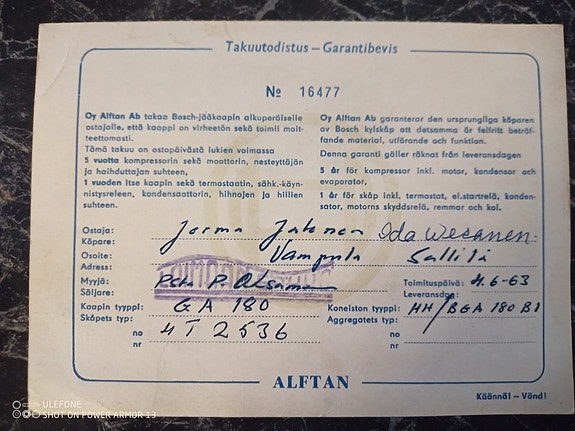 Takuutodistus – Garantibevis
№ 16477
Oy Alftan Ab takaa Bosch-jääkaapin alkuperäiselle
ostajalle, että kaappi on virheetön sekä toimii moit-
teettomasti.
Tämä takuu on ostopäivästä lukien voimassa
5 vuotta kompressorin sekä moottorin, nesteyttäjän
ja haihduttajan suhteen,
1 vuoden itse kaapin sekä termostaatin, sähk.-käyn-
nistysreleen, kondensaattorin, hihnojen ja hiilien
suhteen.
Oy Alftan Ab garanterar den ursprungliga köparen
av Bosch kylskåp att detsamma är felfritt beträf-
fande material, utförande och funktion.
Denna garanti gäller räknat från leveransdagen
5 år för kompressor inkl. motor, kondensor och
evaporator,
1 år för skåp inkl. termostat, el.startrelä, konden-
sator, motorns skyddsrelä, remmar och kol.
Ostaja:
Köpare:
Jorma Jalonen Ida Wesanen
Osoite:
Adress:
Vampula Sallilä
Myyjä:
Säljare:
P.
Toimituspäivä:
Leveransdag:
4.6-63
Kaapin tyyppi:
Skåpets typ:
GA 180
Koneiston tyyppi:
Aggregatets typ:
HH/BGA 180 B1
no
nr
4T 2536
no
nr
ALFTAN
Käännä! – Vänd!
ULEFONE
SHOT ON POWER ARMOR 13